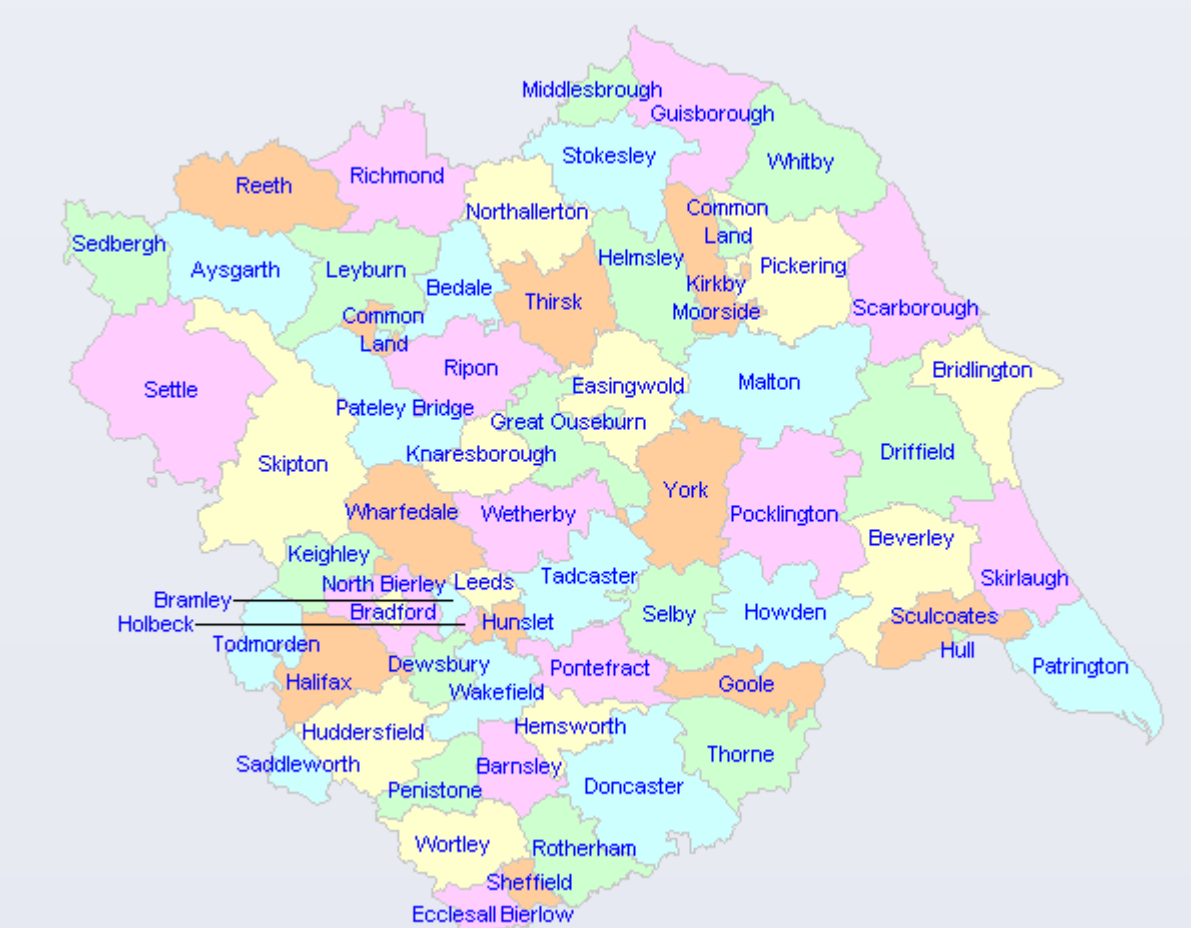 Middlesbrough
Guisborough
Stokesley
Whitby
Richmond
Reeth
Northallerton
Common
Land
Sedbergh
Helmsley
Aysgarth
Leyburn
Pickering
Bedale
Kirkby
Moorside
Thirsk
Scarborough
Common
Land
Ripon
Bridlington
Malton
Easingwold
Settle
Pateley Bridge
Great Ouseburn
Knaresborough
Driffield
Skipton
York
Wharfedale
Wetherby
Pocklington
Beverley
Keighley
Tadcaster
Skirlaugh
North Bierley
Leeds
Bramley
Bradford
Selby
Howden
Sculcoates
Holbeck
Hunslet
Todmorden
Hull
Dewsbury
Pontefract
Patrington
Halifax
Goole
Wakefield
Hemsworth
Huddersfield
Thorne
Saddleworth
Barnsley
Penistone
Doncaster
Wortley
Rotherham
Sheffield
Ecclesall Bierlow